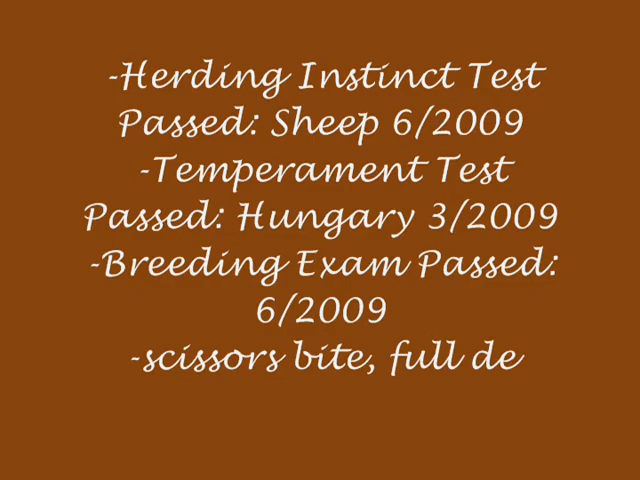 -Herding Instinct Test
Passed: Sheep 6/2009
-Temperament Test
Passed: Hungary 3/2009
-Breeding Exam Passed:
6/2009
-scissors bite, full de